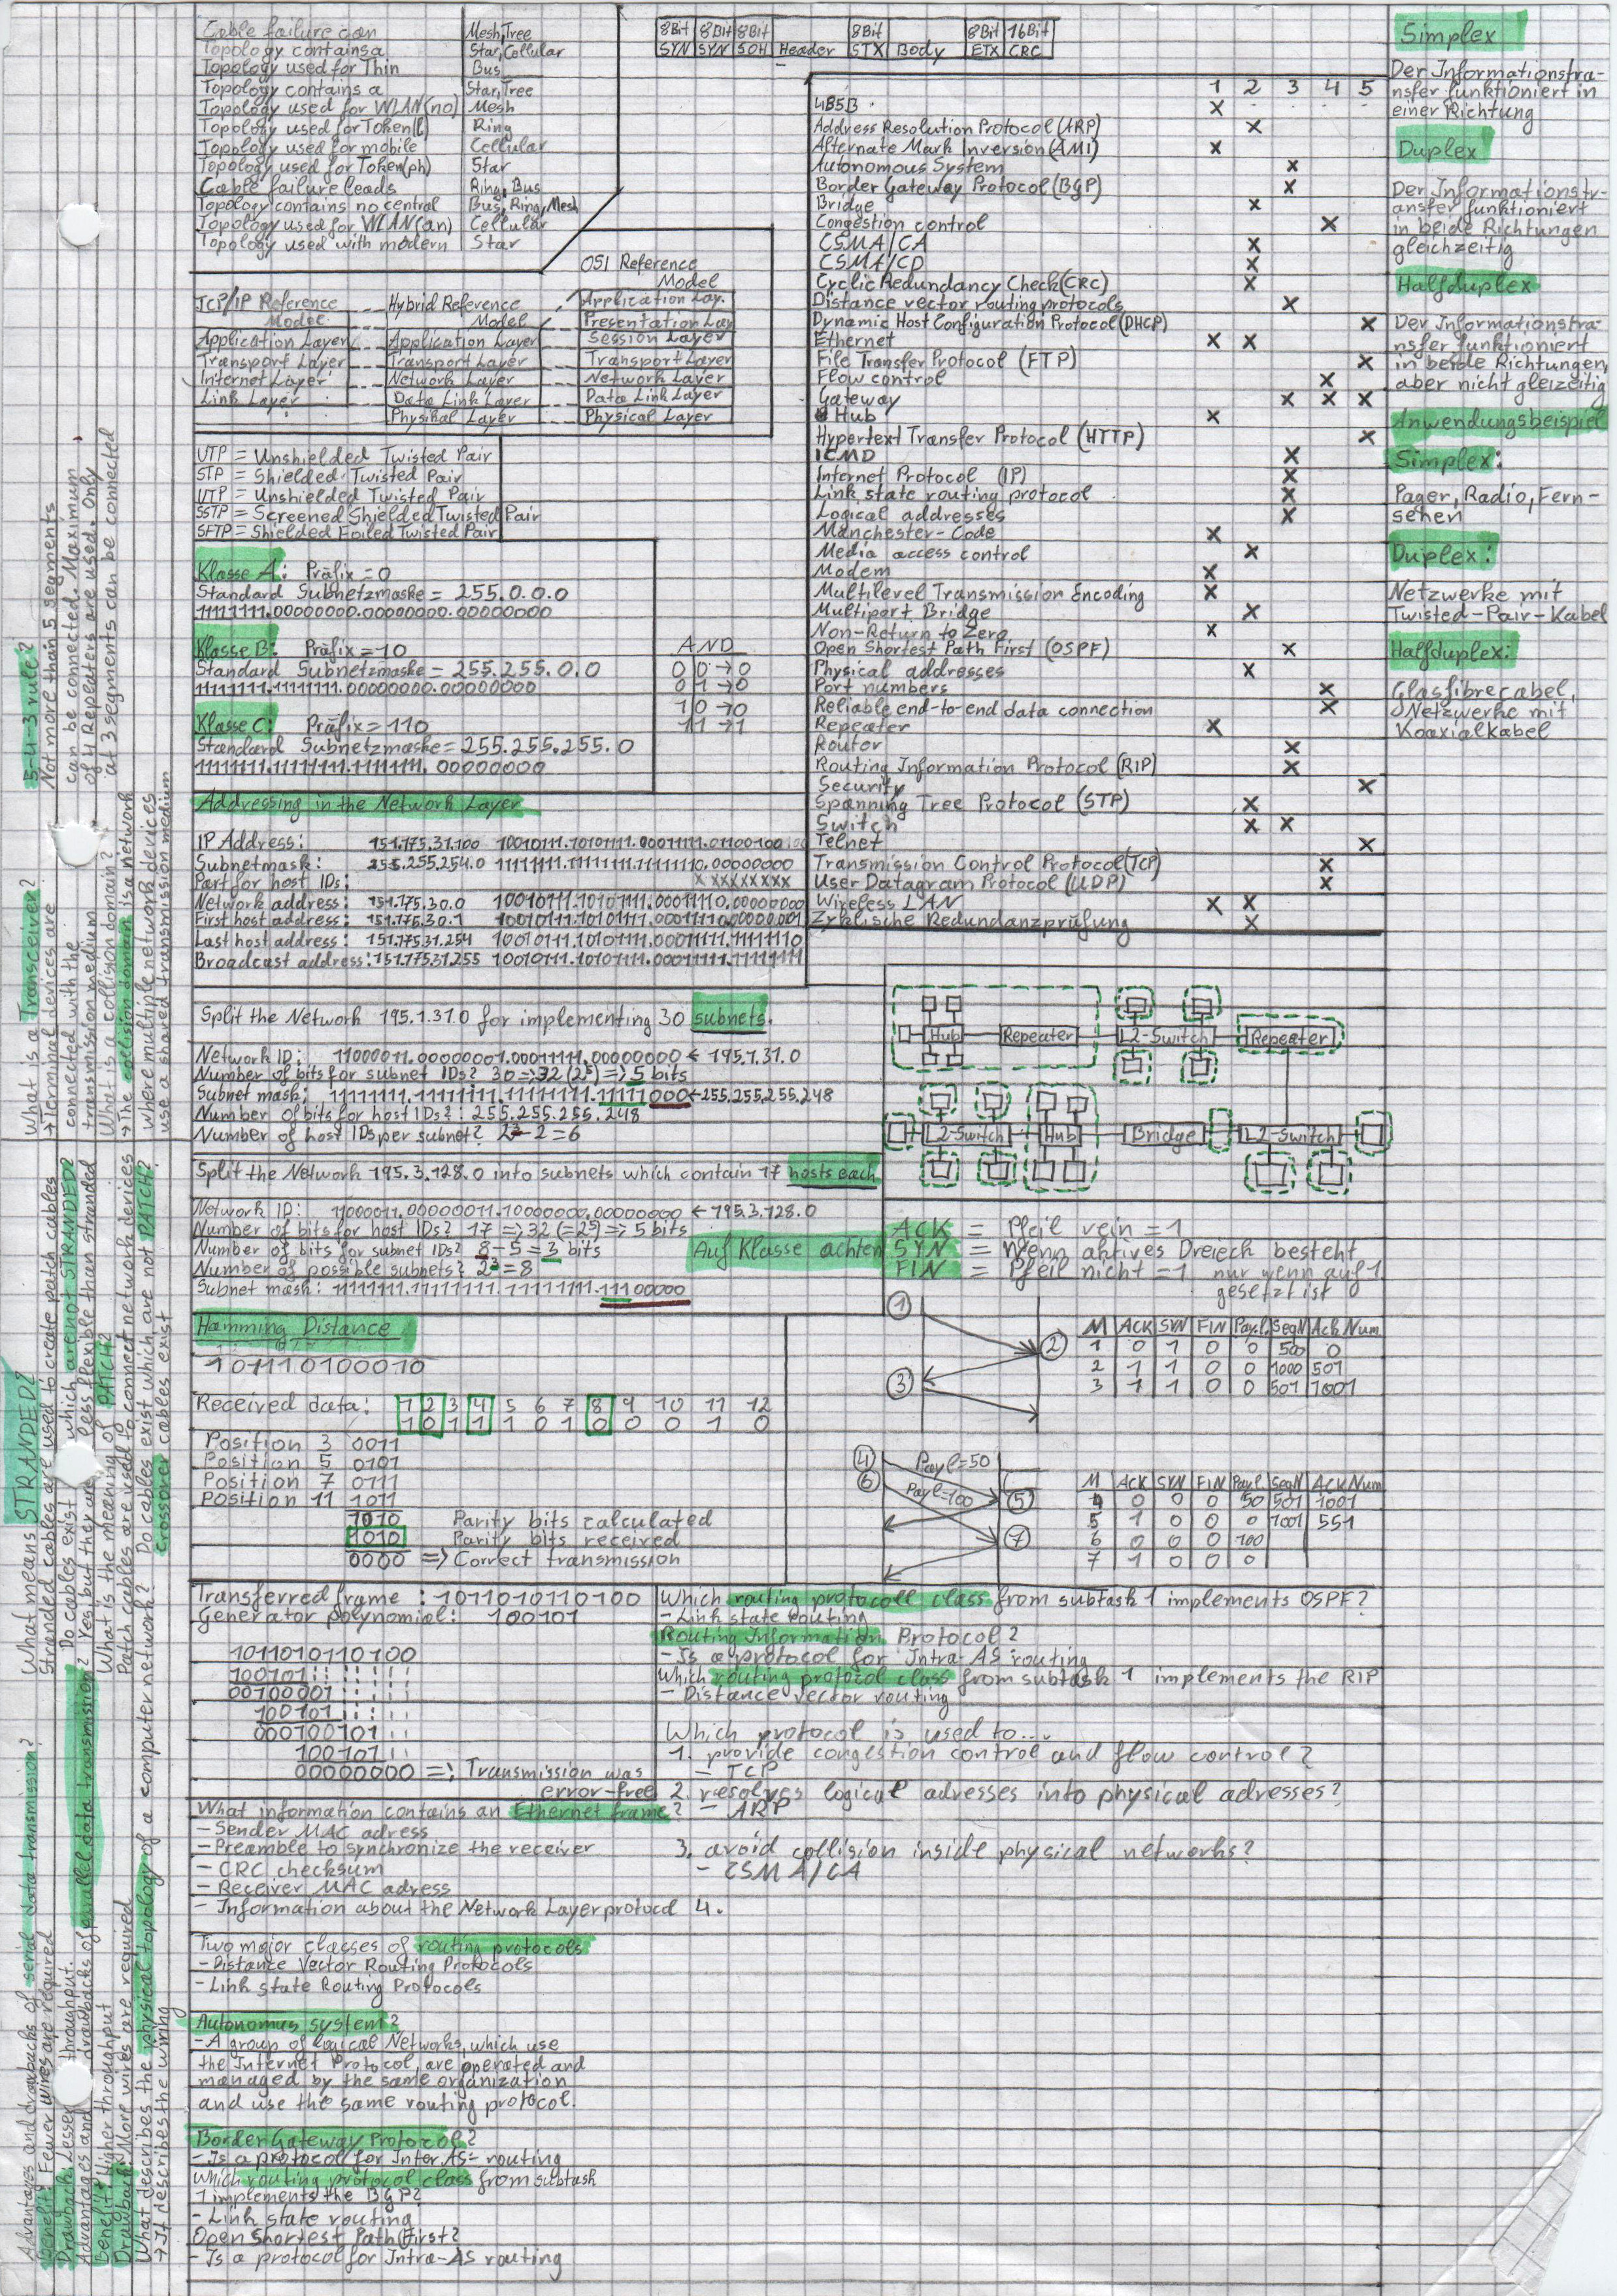 Cable failure can Mesh, Tree
Topology contains a Star, Cellular
Topology used for Thin Bus
Topology contains a Star, Tree
Topology used for WLAN(no) Mesh
Topology used for Token(l) Ring
Topology used for mobile Cellular
Topology used for Token(ph) Star
Cable failure leads Ring, Bus
Topology contains no central Bus, Ring, Mesh
Topology used for WLAN(an) Cellular
Topology used with modern Star
8Bit 8Bit 8Bit 8Bit 8Bit 16Bit
SYN SYN SOH Header STX Body ETX CRC
OSI Reference
Model
TCP/IP Reference Hybrid Reference Application Lay.
Model Model Presentation Lay
Application Layer Application Layer Session Layer
Transport Layer Transport Layer Transport Layer
Internet Layer Network Layer Network Layer
Link Layer Data Link Layer Data Link Layer
Physikal Layer Physical Layer
UTP = Unshielded Twisted Pair
STP = Shielded Twisted Pair
UTP = Unshielded Twisted Pair
SSTP = Screened Shielded Twisted Pair
SFTP = Shielded Foiled Twisted Pair
Klasse A: Präfix = 0
Standard Subnetzmaske = 255.0.0.0
11111111.00000000.00000000.00000000
Klasse B: Präfix = 10
Standard Subnetzmaske = 255.255.0.0
11111111.11111111.00000000.00000000
Klasse C: Präfix = 110
Standard Subnetzmaske = 255.255.255.0
11111111.11111111.11111111.00000000
AND
0 0 → 0
0 1 → 0
1 0 → 0
1 1 → 1
Addressing in the Network Layer
IP Address: 151.175.31.100 10010111.10101111.00011111.01100100
Subnetmask: 255.255.254.0 11111111.11111111.11111110.00000000
Part for host IDs: x xxxxxxxx
Network address: 151.175.30.0 10010111.10101111.00011110.00000000
First host address: 151.175.30.1 10010111.10101111.00011110.00000001
Last host address: 151.175.31.254 10010111.10101111.00011111.11111110
Broadcast address: 151.175.31.255 10010111.10101111.00011111.11111111
1 2 3 4 5
4B5B x
Address Resolution Protocol (ARP) x
Alternate Mark Inversion (AMI) x
Autonomous System x
Border Gateway Protocol (BGP) x
Bridge x
Congestion control x
CSMA/CA x
CSMA/CD x
Cyclic Redundancy Check (CRC) x
Distance vector routing protocols x
Dynamic Host Configuration Protocol (DHCP) x
Ethernet x x
File Transfer Protocol (FTP) x
Flow control x
Gateway x x x
Hub x
Hypertext Transfer Protocol (HTTP) x
ICMD x
Internet Protocol (IP) x
Link state routing protocol x
Logical addresses x
Manchester-Code x
Media access control x
Modem x
Multilevel Transmission Encoding x
Multiport Bridge x
Non-Return to Zero x
Open Shortest Path First (OSPF) x
Physical addresses x
Port numbers x
Reliable end-to-end data connection x
Repeater x
Router x
Routing Information Protocol (RIP) x
Security x
Spanning Tree Protocol (STP) x
Switch x x
Telnet x
Transmission Control Protocol (TCP) x
User Datagram Protocol (UDP) x
Wireless LAN x x
Zyklische Redundanzprüfung x
Simplex
Der Informationstra-
nsfer funktioniert in
einer Richtung
Duplex
Der Informationstr-
ansfer funktioniert
in beide Richtungen
gleichzeitig
Halfduplex
Der Informationstra-
nsfer funktioniert
in beide Richtungen,
aber nicht gleizeitig
Anwendungsbeispiel
Simplex:
Pager, Radio, Fern-
sehen
Duplex:
Netzwerke mit
Twisted-Pair-Kabel
Halfduplex:
Glasfibrecabel,
Netzwerke mit
Koaxialkabel
Split the Network 195.1.31.0 for implementing 30 subnets.
Network ID: 11000011.00000001.00011111.00000000 ← 195.1.31.0
Number of bits for subnet IDs? 30 => 32 (2⁵) => 5 bits
Subnet mask: 11111111.11111111.11111111.11111000 ← 255.255.255.248
Number of bits for host IDs?: 255.255.255.248
Number of host IDs per subnet? 2³-2 = 6
Split the Network 195.3.128.0 into subnets which contain 17 hosts each
Network ID: 11000011.00000011.10000000.00000000 ← 195.3.128.0
Number of bits for host IDs? 17 => 32 (=2⁵) => 5 bits
Number of bits for subnet IDs? 8 - 5 = 3 bits
Number of possible subnets? 2³ = 8
Subnet mask: 11111111.11111111.11111111.11100000
Auf Klasse achten
Hub Repeater L2-Switch Repeater
L2-Switch Hub Bridge L2-Switch
ACK = Pfeil rein = 1
SYN = Wenn aktives Dreieck besteht
FIN = Pfeil nicht = 1 nur wenn auf 1
gesetzt ist
1
2
3
M ACK SYN FIN Payl. SeqN Ack Num
1 0 1 0 0 500 0
2 1 1 0 0 1000 501
3 1 1 0 0 501 1001
4 Payl=50
6 Payl=100
5
7
M ACK SYN FIN Payl. SeqN ACK Num
4 0 0 0 50 501 1001
5 1 0 0 0 1001 551
6 0 0 0 100
7 1 0 0 0
Hamming Distance
101110100010
Received data: 1 2 3 4 5 6 7 8 9 10 11 12
1 0 1 1 1 0 1 0 0 0 1 0
Position 3 0011
Position 5 0101
Position 7 0111
Position 11 1011
1010 Parity bits calculated
1010 Parity bits received
0000 => Correct transmission
Transferred frame: 1011010110100
Generator polynomial: 100101
1011010110100
100101
00100001
100101
000100101
100101
00000000 => Transmission was
error-free
What information contains an Ethernet frame?
- Sender MAC adress
- Preamble to synchronize the receiver
- CRC checksum
- Receiver MAC adress
- Information about the Network Layer protocol
Two major classes of routing protocols
- Distance Vector Routing Protocols
- Link state Routing Protocols
Autonomus system?
- A group of logical Networks, which use
the Internet Protocol, are operated and
managed by the same organization
and use the same routing protocol.
Border Gateway Protocol?
- Is a protocol for Inter AS-routing
which routing protocol class from subtask
1 implements the BGP?
- Link state routing
Open Shortest Path First?
- Is a protocol for Intra-AS routing
Which routing protocoll class from subtask 1 implements OSPF?
- Link state Routing
Routing Information Protocol?
- Is a protocol for Intra-AS routing
Which routing protocol class from subtask 1 implements the RIP
- Distance vector routing
Which protocol is used to....
1. provide congestion control and flow control?
- TCP
2. resolves logical adresses into physical adresses?
- ARP
3. avoid collision inside physical networks?
- CSMA/CA
4.
5-4-3 rule?
Not more than 5 segments
can be connected. Maximum
of 4 Repeaters are used. Only
at 3 segments can be connected
What is a Transceiver?
→ Terminal devices are
connected with the
transmission medium
What is a collision domain?
→ The collision domain is a network
where multiple network devices
use a shared transmission medium
What means STRANDED?
Stranded cables are used to create patch cables
Do cables exist, which are not STRANDED?
Yes, but they are less flexible than stranded
What is the meaning of PATCH?
Patch cables are used to connect network devices
Do cables exist which are not PATCH?
Crossover cables exist
Advantages and drawbacks of serial data transmission?
Benefit: Fewer wires are required
Drawback: Lesser throughput.
Advantages and drawbacks of parallel data transmission?
Benefit: Higher throughput
Drawback: More wires are required
What describes the physical topology of a computer network?
→ It describes the wiring